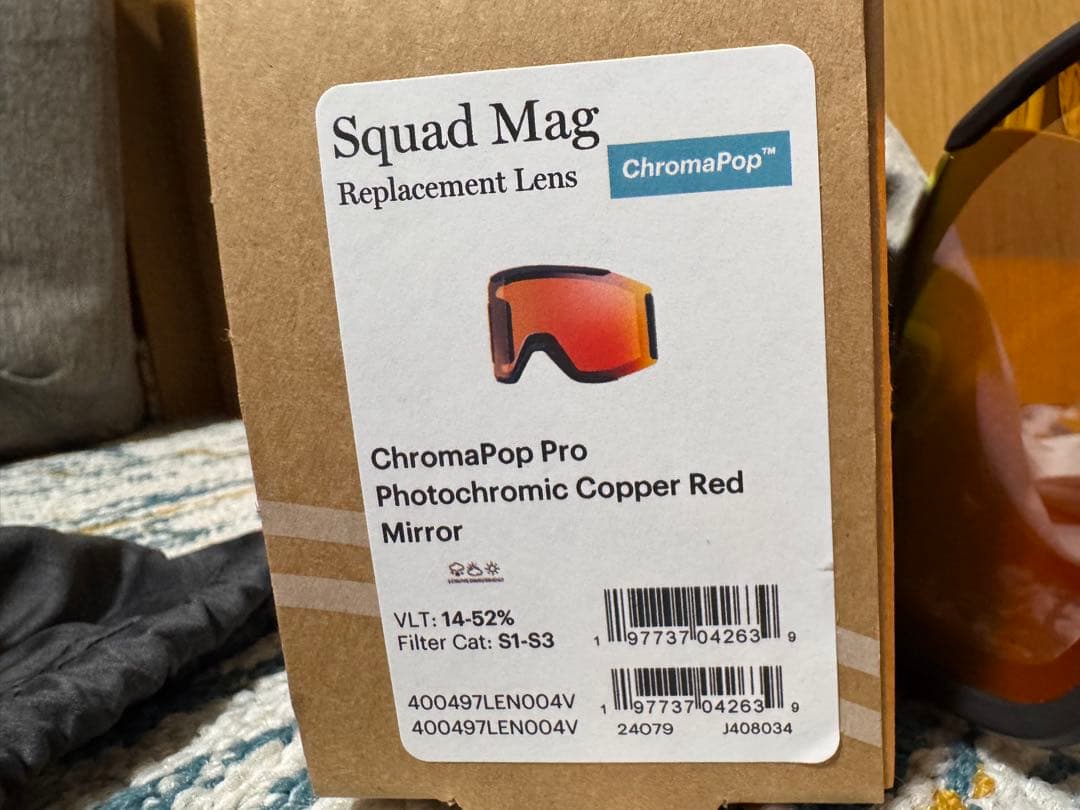 Squad Mag
Replacement Lens
ChromaPop™
ChromaPop Pro
Photochromic Copper Red
Mirror
VLT: 14-52%
Filter Cat: S1-S3
1 97737 04263 9
400497LEN004V
400497LEN004V
1 97737 04263 9
24079 J408034